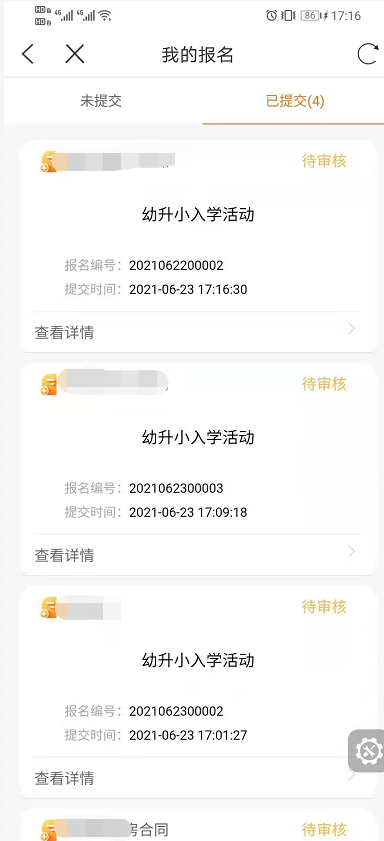 86 17:16
我的报名
未提交 已提交(4)
待审核
幼升小入学活动
报名编号：2021062200002
提交时间：2021-06-23 17:16:30
查看详情
待审核
幼升小入学活动
报名编号：2021062300003
提交时间：2021-06-23 17:09:18
查看详情
待审核
幼升小入学活动
报名编号：2021062300002
提交时间：2021-06-23 17:01:27
查看详情
房合同 待审核